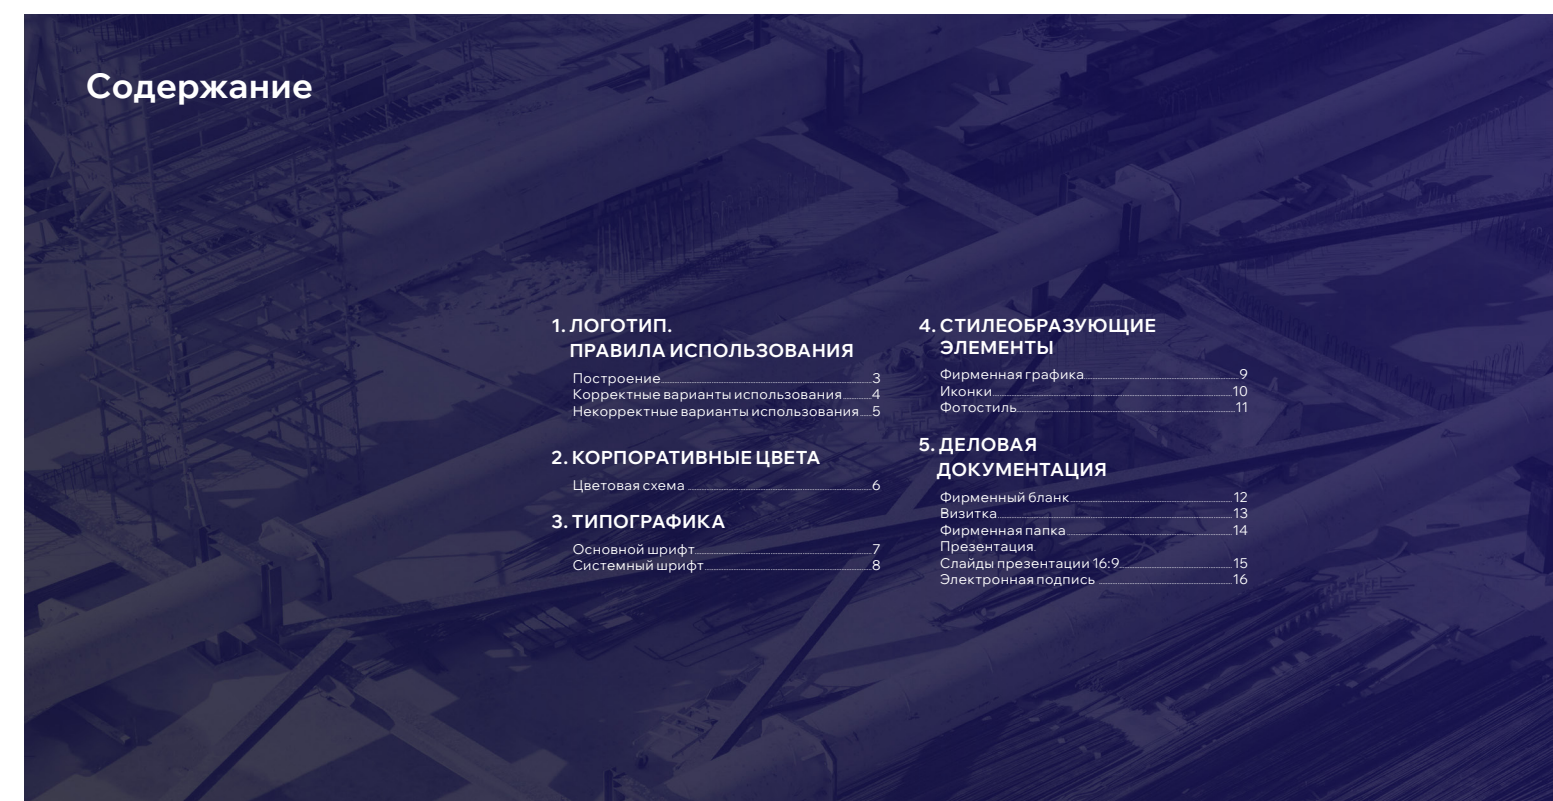 Содержание
1. ЛОГОТИП.
ПРАВИЛА ИСПОЛЬЗОВАНИЯ
Построение 3
Корректные варианты использования 4
Некорректные варианты использования 5
2. КОРПОРАТИВНЫЕ ЦВЕТА
Цветовая схема 6
3. ТИПОГРАФИКА
Основной шрифт 7
Системный шрифт 8
4. СТИЛЕОБРАЗУЮЩИЕ
ЭЛЕМЕНТЫ
Фирменная графика 9
Иконки 10
Фотостиль 11
5. ДЕЛОВАЯ
ДОКУМЕНТАЦИЯ
Фирменный бланк 12
Визитка 13
Фирменная папка 14
Презентация
Слайды презентации 16:9 15
Электронная подпись 16